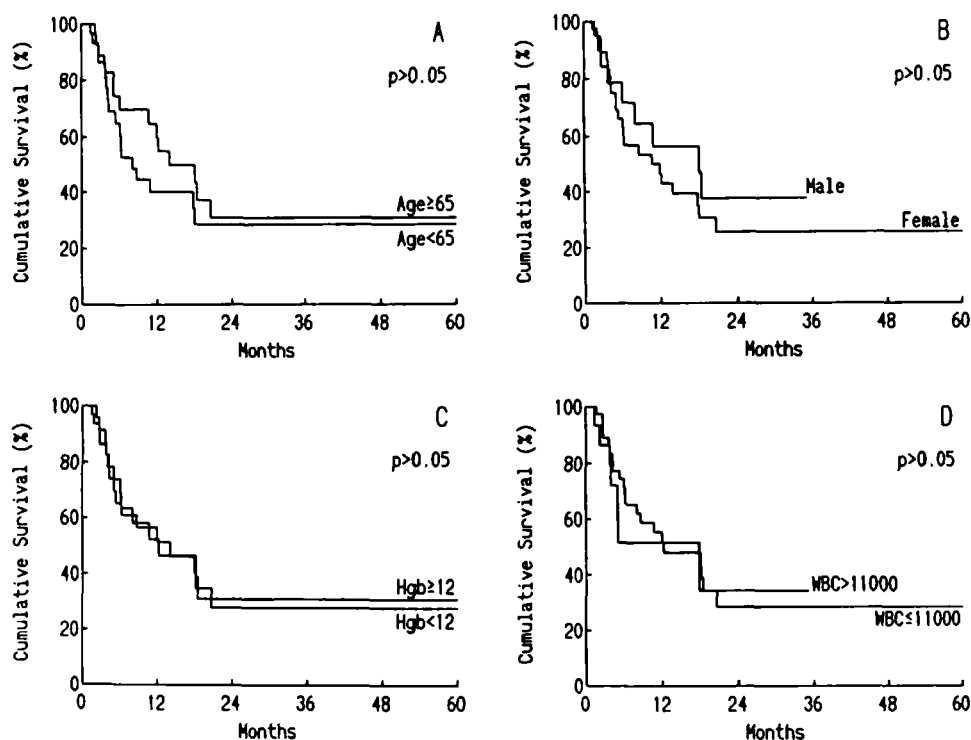 A
p>0.05
Cumulative Survival (%)
100
80
60
40
20
0
Age≥65
Age<65
0 12 24 36 48 60
Months
B
p>0.05
Cumulative Survival (%)
100
80
60
40
20
0
Male
Female
0 12 24 36 48 60
Months
C
p>0.05
Cumulative Survival (%)
100
80
60
40
20
0
Hgb≥12
Hgb<12
0 12 24 36 48 60
Months
D
p>0.05
Cumulative Survival (%)
100
80
60
40
20
0
WBC>11000
WBC≤11000
0 12 24 36 48 60
Months